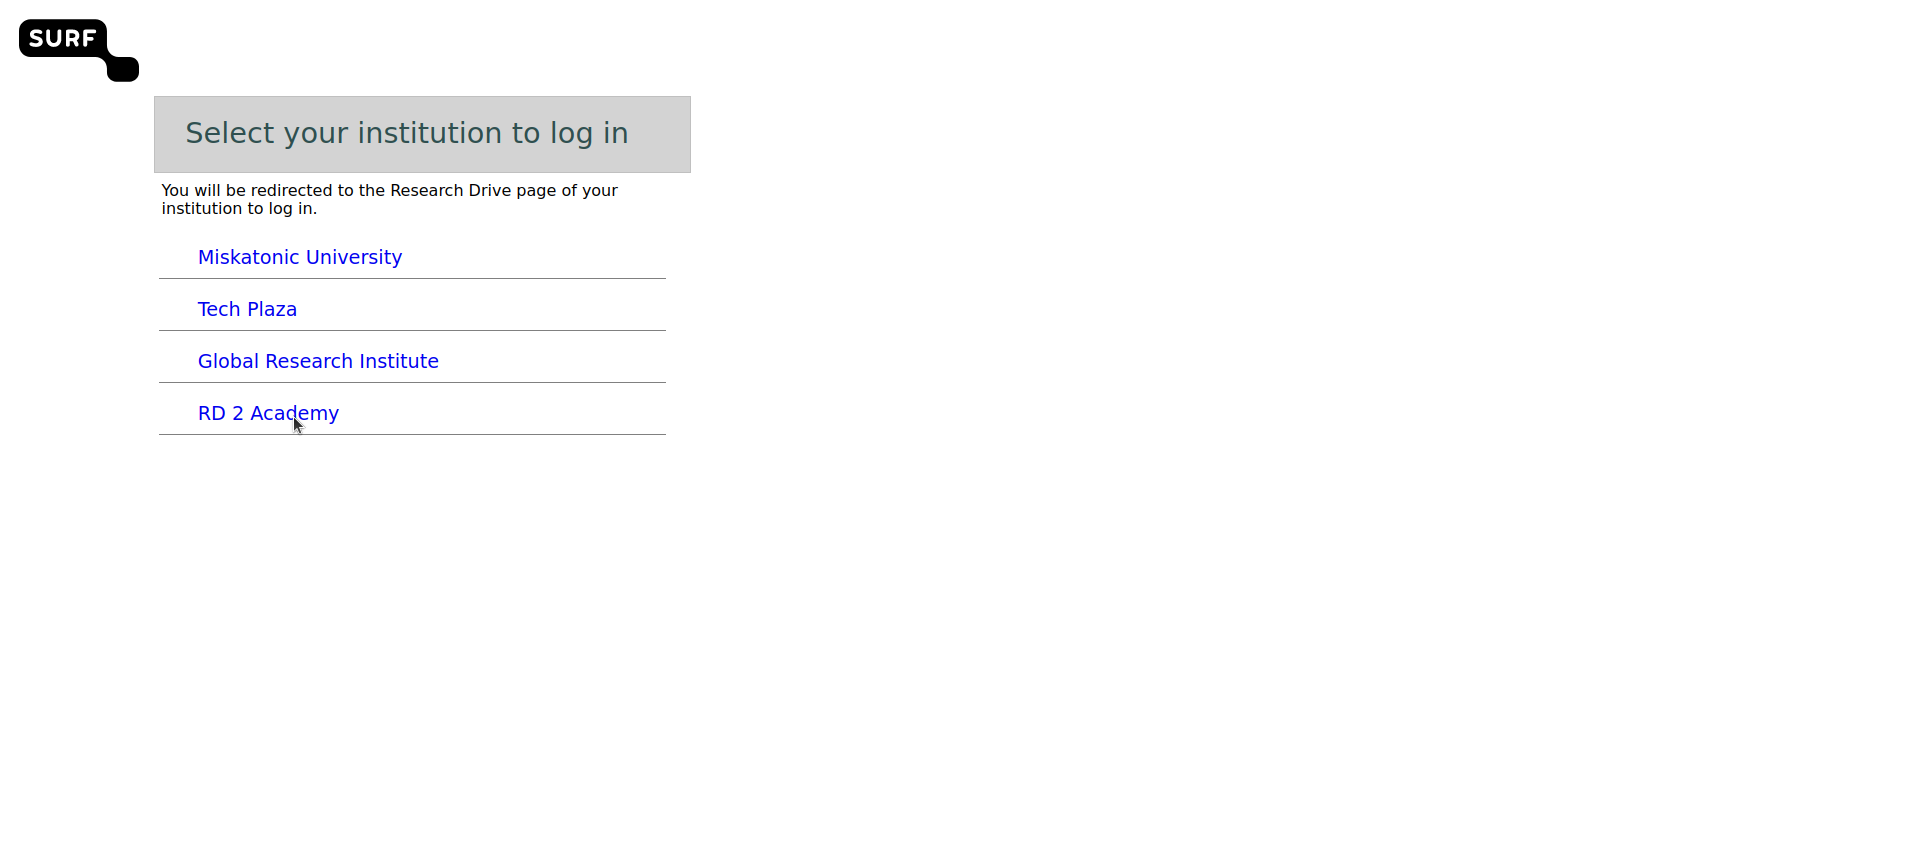 SURF
Select your institution to log in
You will be redirected to the Research Drive page of your
institution to log in.
Miskatonic University
Tech Plaza
Global Research Institute
RD 2 Academy